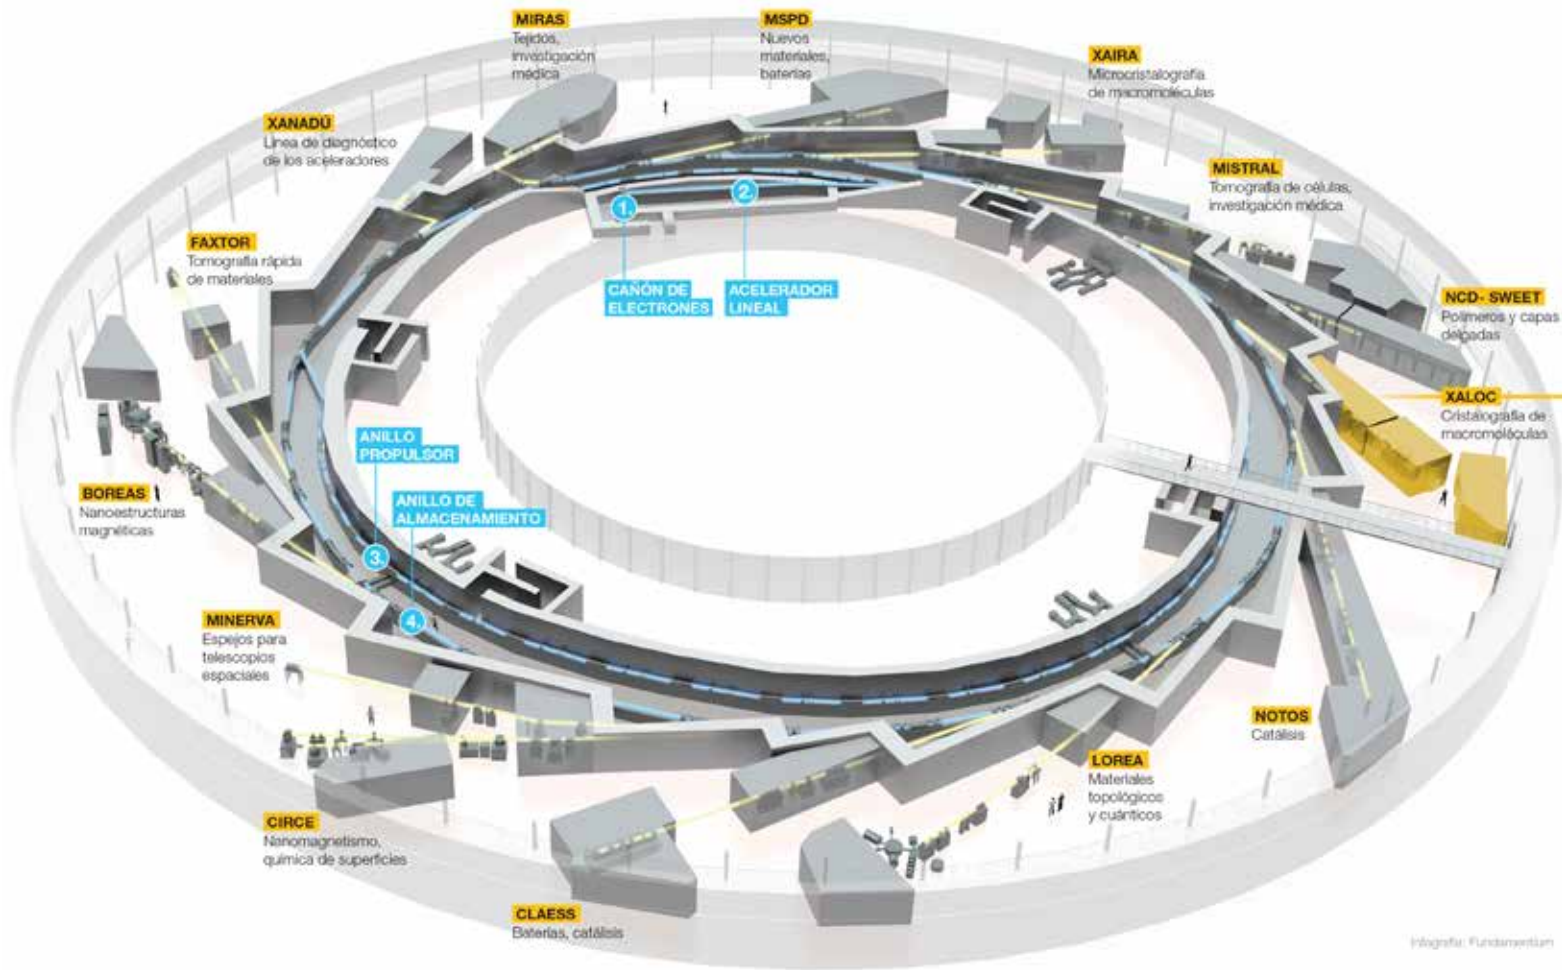 MIRAS
Tejidos,
investigación
médica
MSPD
Nuevos
materiales,
baterías
XAIRA
Microcristalografía
de macromoléculas
XANADÚ
Línea de diagnóstico
de los aceleradores
MISTRAL
Tomografía de células,
investigación médica
FAXTOR
Tomografía rápida
de materiales
1.
2.
CAÑÓN DE
ELECTRONES
ACELERADOR
LINEAL
NCD- SWEET
Polímeros y capas
delgadas
XALOC
Cristalografía de
macromoléculas
ANILLO
PROPULSOR
BOREAS
Nanoestructuras
magnéticas
ANILLO DE
ALMACENAMIENTO
3.
4.
MINERVA
Espejos para
telescopios
espaciales
NOTOS
Catálisis
LOREA
Materiales
topológicos
y cuánticos
CIRCE
Nanomagnetismo,
química de superficies
CLAESS
Baterías, catálisis
Infografía: Fundamentium